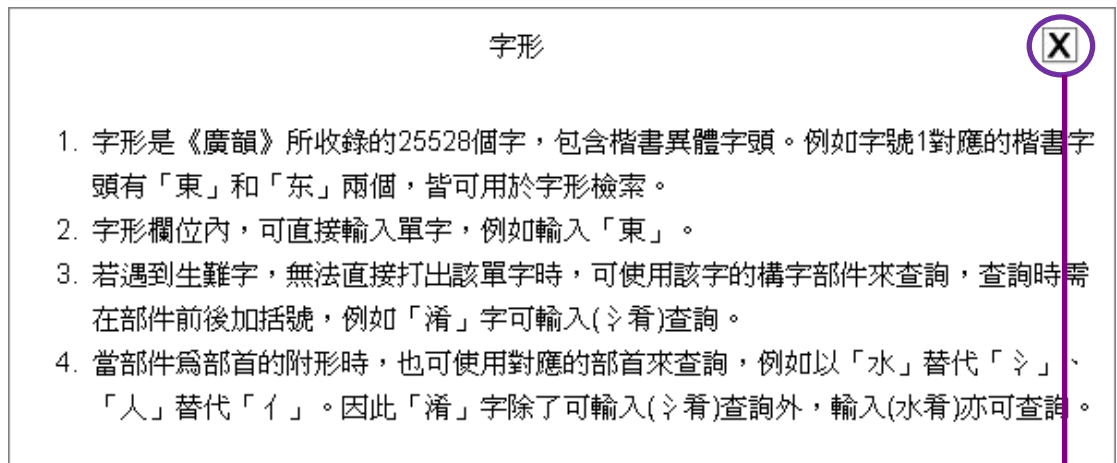 字形
X
1. 字形是《廣韻》所收錄的25528個字，包含楷書異體字頭。例如字號1對應的楷書字
頭有「東」和「东」兩個，皆可用於字形檢索。
2. 字形欄位內，可直接輸入單字，例如輸入「東」。
3. 若遇到生難字，無法直接打出該單字時，可使用該字的構字部件來查詢，查詢時需
在部件前後加括號，例如「淆」字可輸入(氵肴)查詢。
4. 當部件為部首的附形時，也可使用對應的部首來查詢，例如以「水」替代「氵」、
「人」替代「亻」。因此「淆」字除了可輸入(氵肴)查詢外，輸入(水肴)亦可查詢。